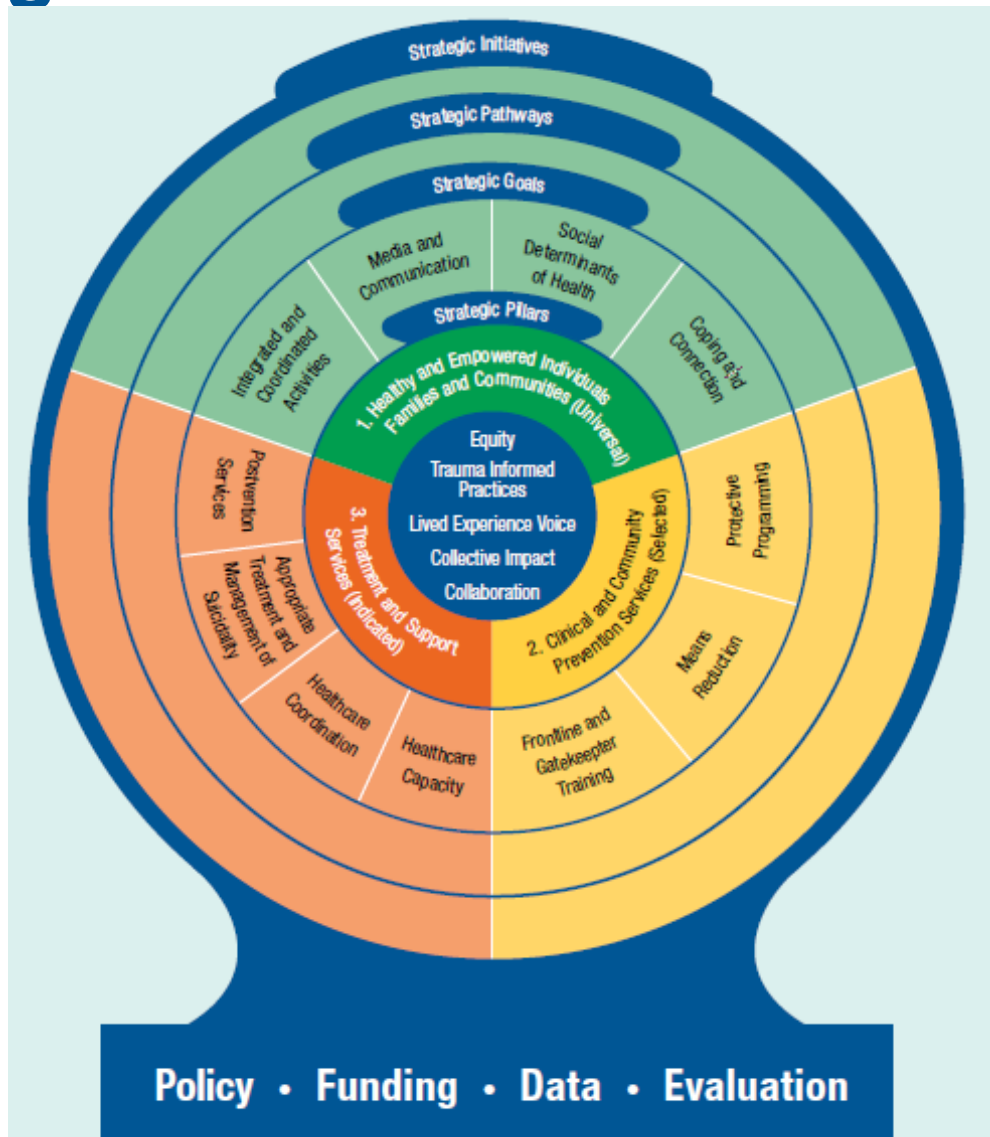 Strategic Initiatives
Strategic Pathways
Strategic Goals
Media and
Communication
Social
Determinants
of Health
Integrated and
Coordinated
Activities
Coping and
Connection
Strategic Pillars
1. Healthy and Empowered Individuals
Families and Communities (Universal)
Equity
Trauma Informed
Practices
Lived Experience Voice
Collective Impact
Collaboration
2. Clinical and Community
Prevention Services (Selected)
Protective
Programming
Means
Reduction
Frontline and
Gatekeeper
Training
3. Treatment and Support
Services (Indicated)
Healthcare
Capacity
Healthcare
Coordination
Appropriate
Treatment and
Management of
Suicidality
Postvention
Services
Policy • Funding • Data • Evaluation